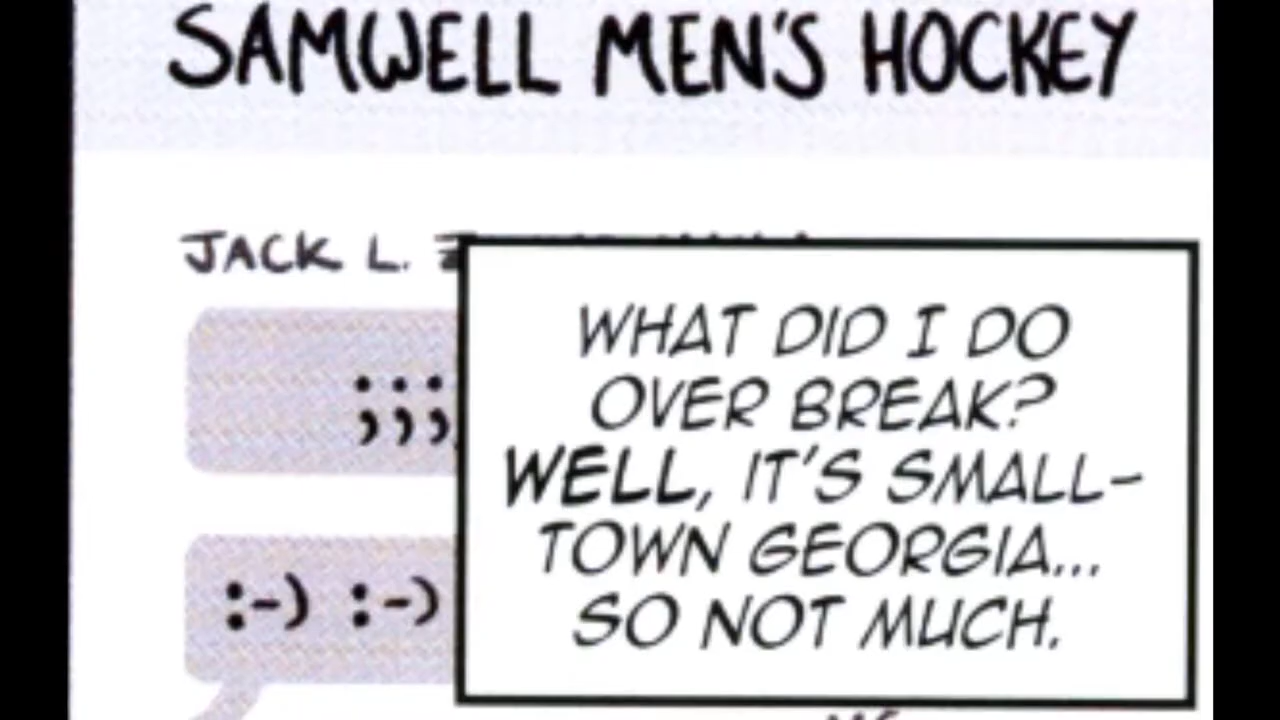 SAMWELL MEN'S HOCKEY
JACK L.
;;;
:-) :-)
WHAT DID I DO
OVER BREAK?
WELL, IT'S SMALL-
TOWN GEORGIA...
SO NOT MUCH.